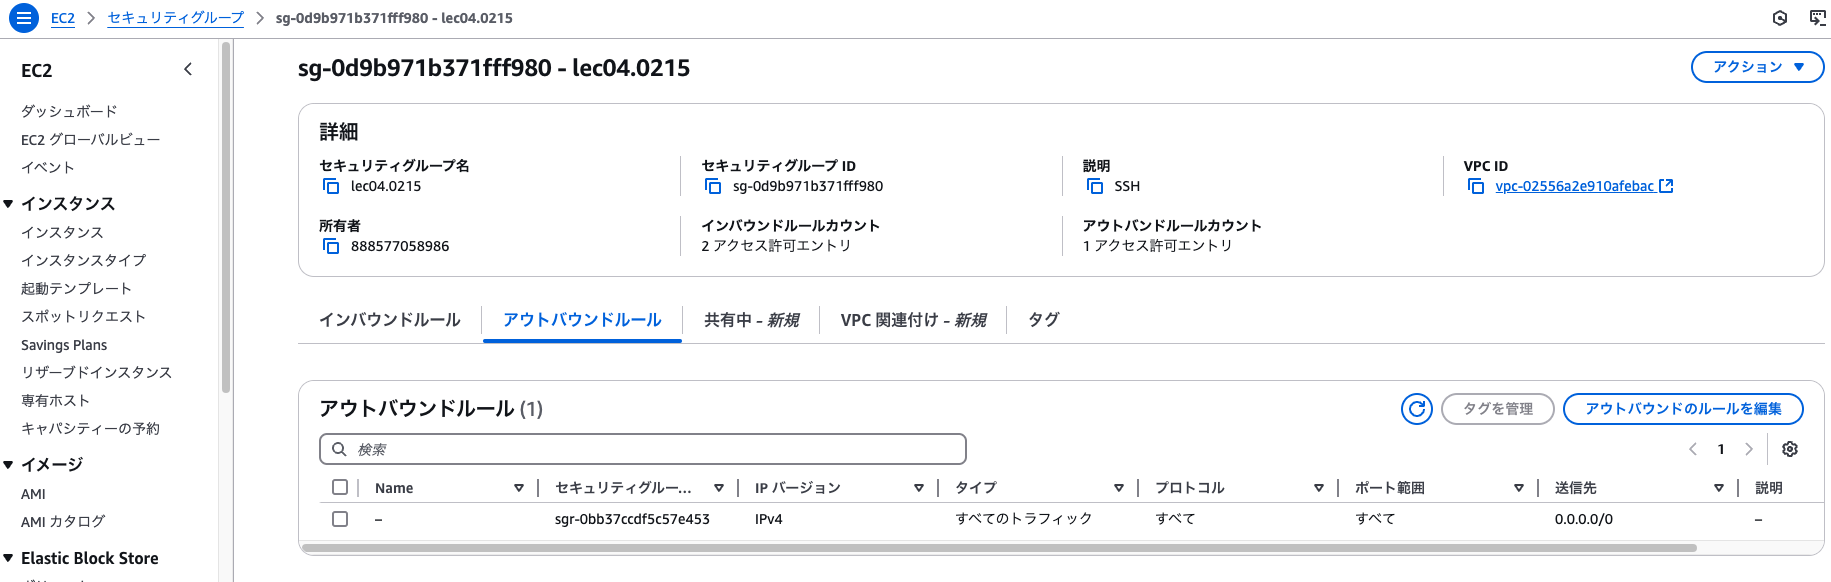 EC2 > セキュリティグループ > sg-0d9b971b371fff980 - lec04.0215
EC2
ダッシュボード
EC2 グローバルビュー
イベント
インスタンス
インスタンス
インスタンスタイプ
起動テンプレート
スポットリクエスト
Savings Plans
リザーブドインスタンス
専有ホスト
キャパシティーの予約
イメージ
AMI
AMI カタログ
Elastic Block Store
sg-0d9b971b371fff980 - lec04.0215
アクション
詳細
セキュリティグループ名
lec04.0215
セキュリティグループ ID
sg-0d9b971b371fff980
説明
SSH
VPC ID
vpc-02556a2e910afebac
所有者
888577058986
インバウンドルールカウント
2 アクセス許可エントリ
アウトバンドルールカウント
1 アクセス許可エントリ
インバウンドルール アウトバウンドルール 共有中 - 新規 VPC 関連付け - 新規 タグ
アウトバウンドルール (1)
タグを管理 アウトバウンドのルールを編集
検索
1
Name セキュリティグルー... IP バージョン タイプ プロトコル ポート範囲 送信先 説明
– sgr-0bb37ccdf5c57e453 IPv4 すべてのトラフィック すべて すべて 0.0.0.0/0 –